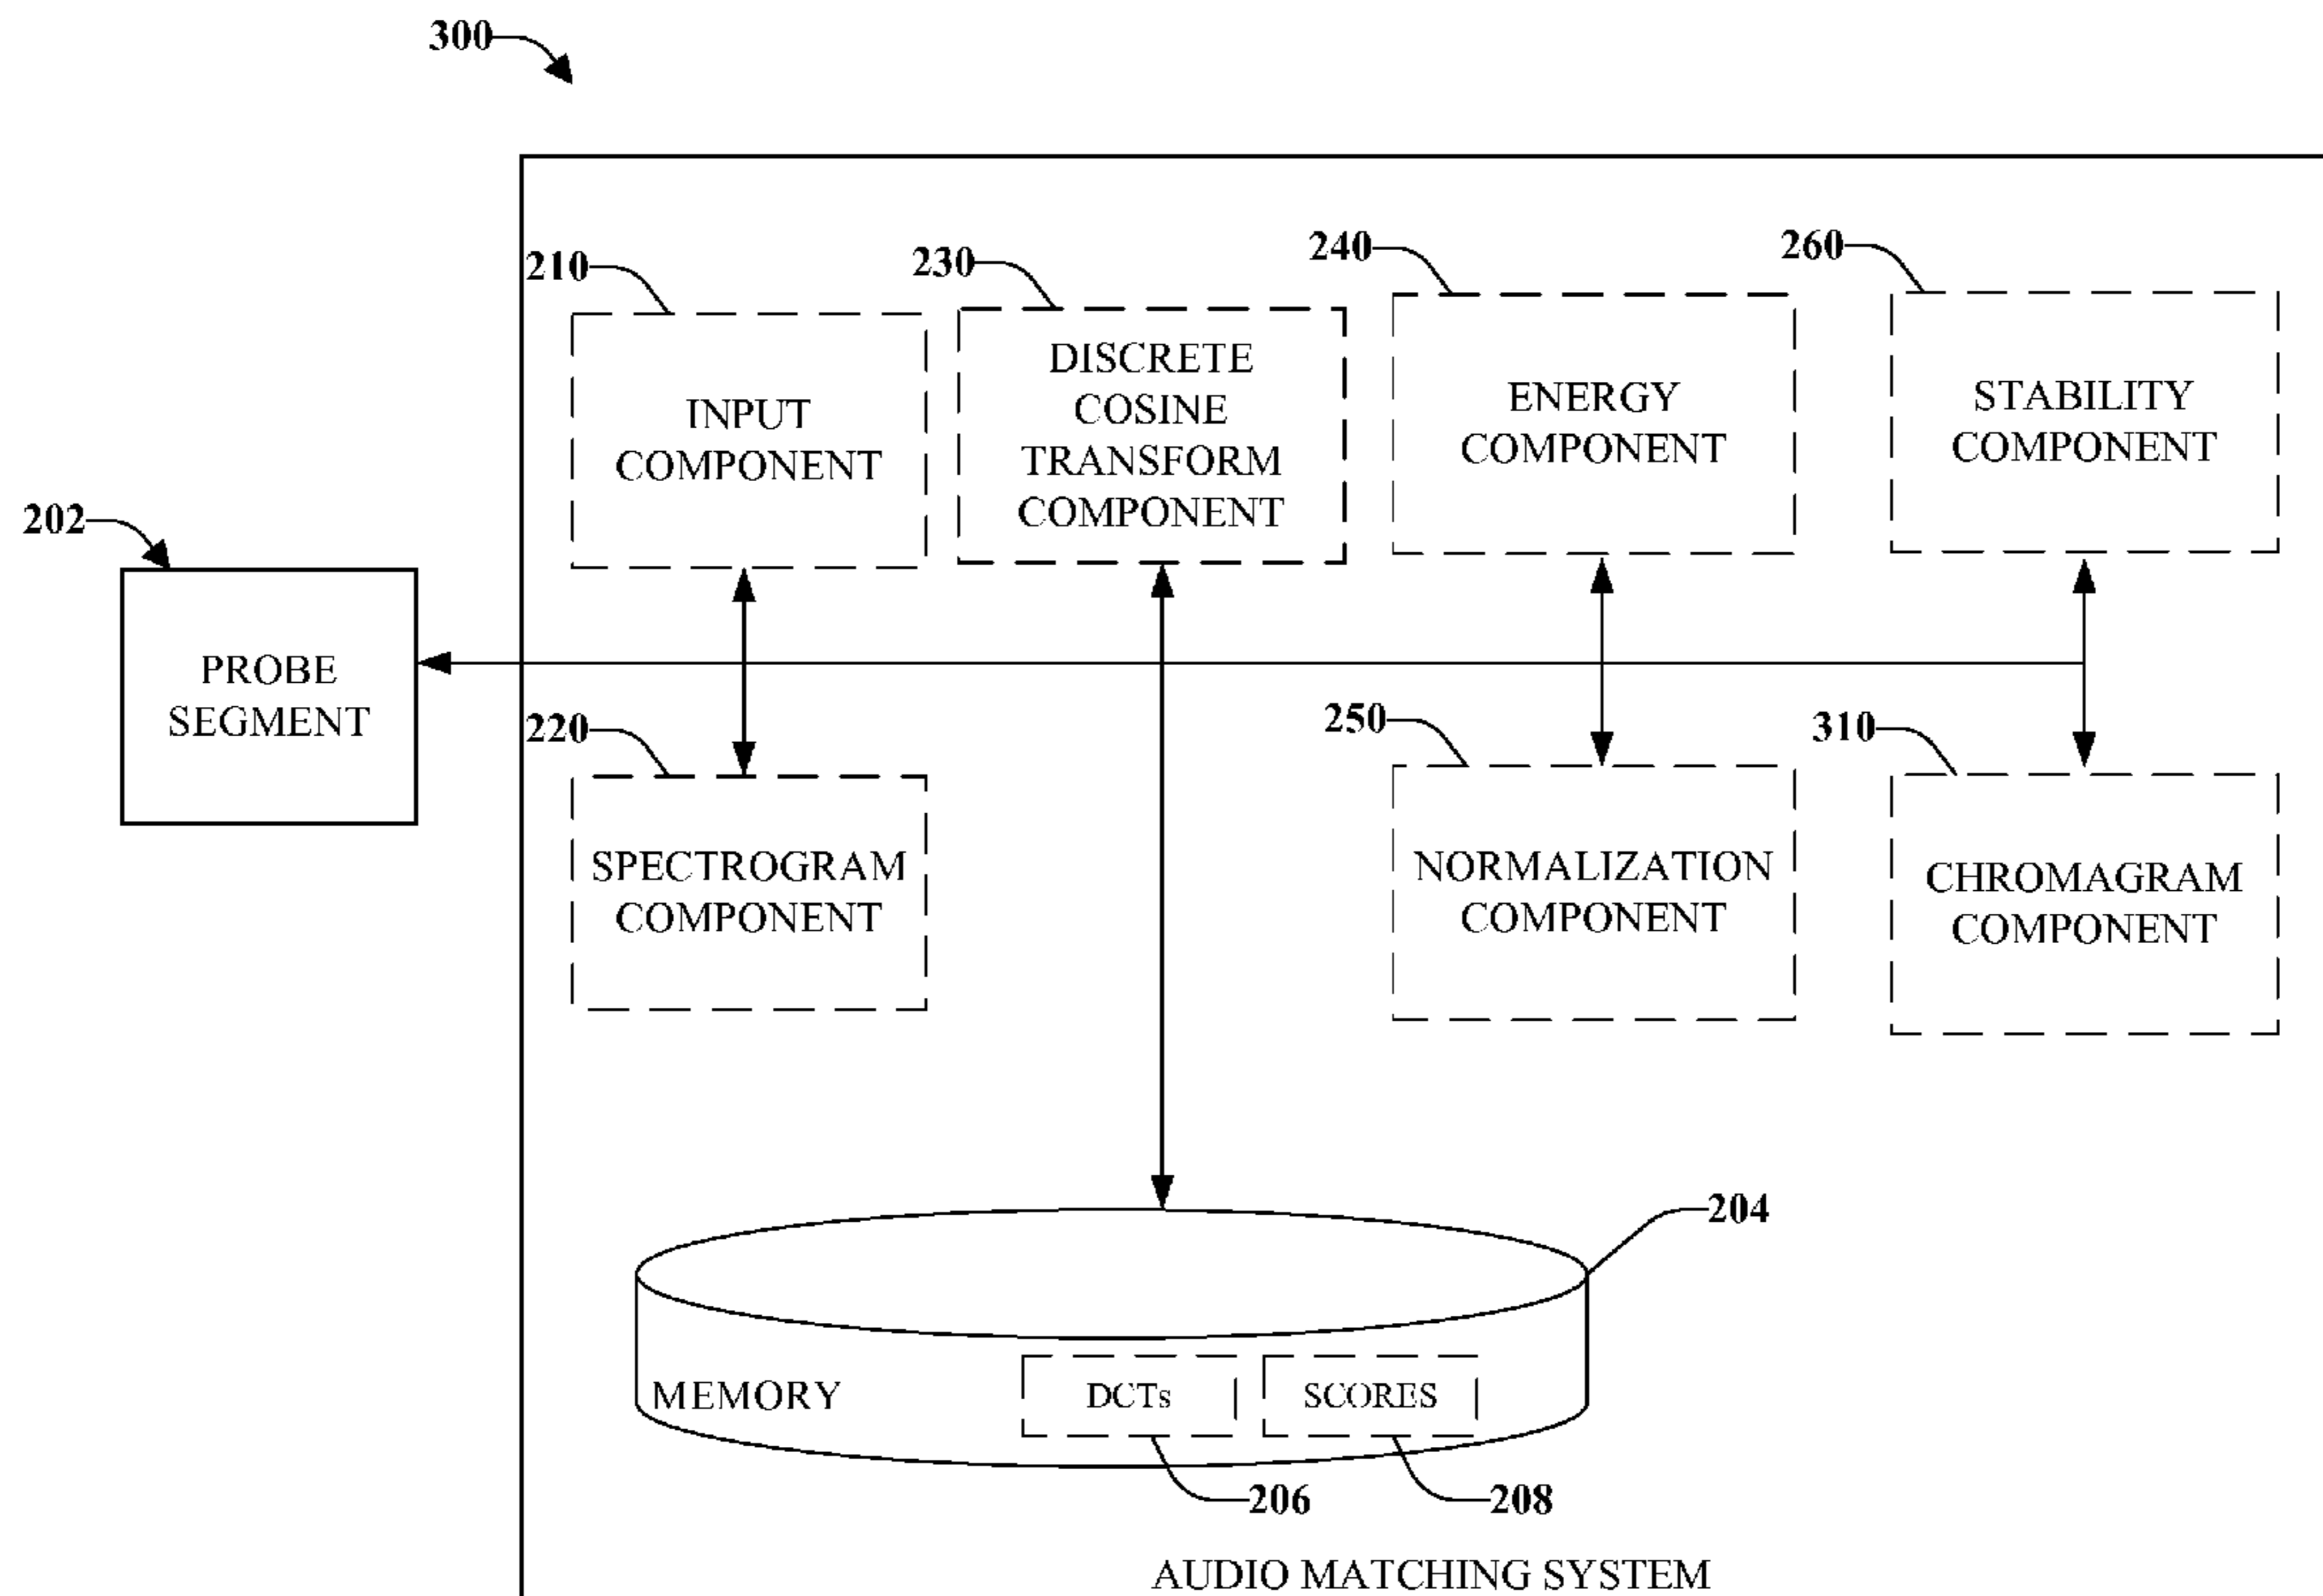 300
210
230
240
260
INPUT
COMPONENT
DISCRETE
COSINE
TRANSFORM
COMPONENT
ENERGY
COMPONENT
STABILITY
COMPONENT
202
PROBE
SEGMENT
220
250
310
SPECTROGRAM
COMPONENT
NORMALIZATION
COMPONENT
CHROMAGRAM
COMPONENT
204
MEMORY
DCTs
SCORES
206
208
AUDIO MATCHING SYSTEM